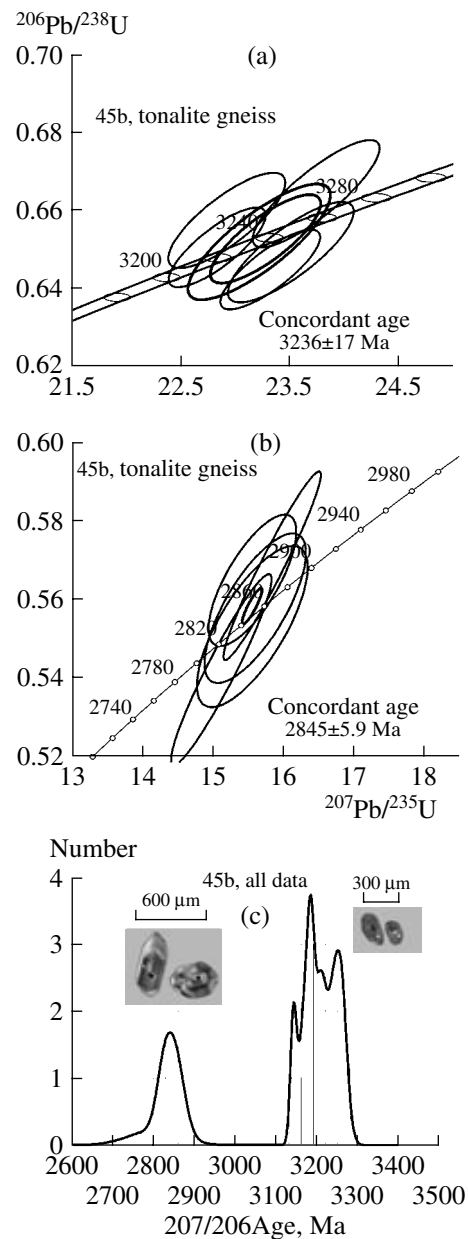 ²⁰⁶Pb/²³⁸U
0.70
(a)
45b, tonalite gneiss
0.68
3280
0.66
3240
3200
0.64
Concordant age
3236±17 Ma
0.62
21.5 22.5 23.5 24.5
0.60
(b)
45b, tonalite gneiss
2980
0.58
2940
2900
0.56
2860
2820
2780
0.54
2740
Concordant age
2845±5.9 Ma
0.52
13 14 15 16 17 18
²⁰⁷Pb/²³⁵U
Number
4
45b, all data
600 µm
(c)
300 µm
3
2
1
0
2600 2800 3000 3200 3400
2700 2900 3100 3300 3500
207/206Age, Ma